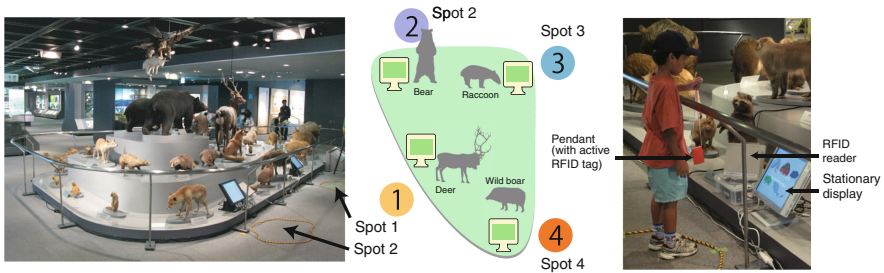 2
Spot 2
Spot 3
3
Bear
Raccoon
Deer
Wild boar
1
Spot 1
Spot 2
4
Spot 4
Pendant
(with active
RFID tag)
RFID
reader
Stationary
display